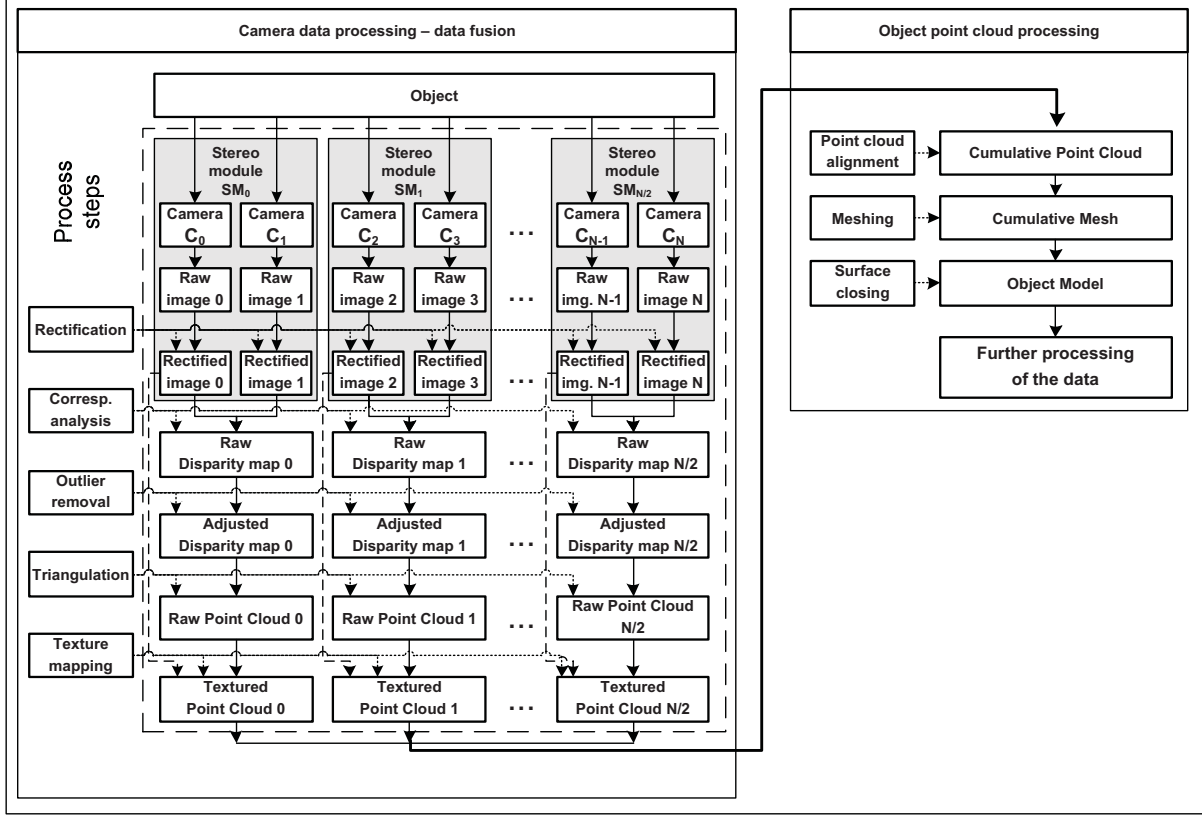 Camera data processing – data fusion
Object point cloud processing
Object
Process
steps
Stereo
module
SM0
Stereo
module
SM1
Stereo
module
SMN/2
Camera
C0
Camera
C1
Camera
C2
Camera
C3
...
Camera
CN-1
Camera
CN
Raw
image 0
Raw
image 1
Raw
image 2
Raw
image 3
...
Raw
img. N-1
Raw
image N
Rectification
Rectified
image 0
Rectified
image 1
Rectified
image 2
Rectified
image 3
...
Rectified
img. N-1
Rectified
image N
Corresp.
analysis
Raw
Disparity map 0
Raw
Disparity map 1
...
Raw
Disparity map N/2
Outlier
removal
Adjusted
Disparity map 0
Adjusted
Disparity map 1
...
Adjusted
Disparity map N/2
Triangulation
Raw Point Cloud 0
Raw Point Cloud 1
...
Raw Point Cloud
N/2
Texture
mapping
Textured
Point Cloud 0
Textured
Point Cloud 1
...
Textured
Point Cloud N/2
Point cloud
alignment
Cumulative Point Cloud
Meshing
Cumulative Mesh
Surface
closing
Object Model
Further processing
of the data